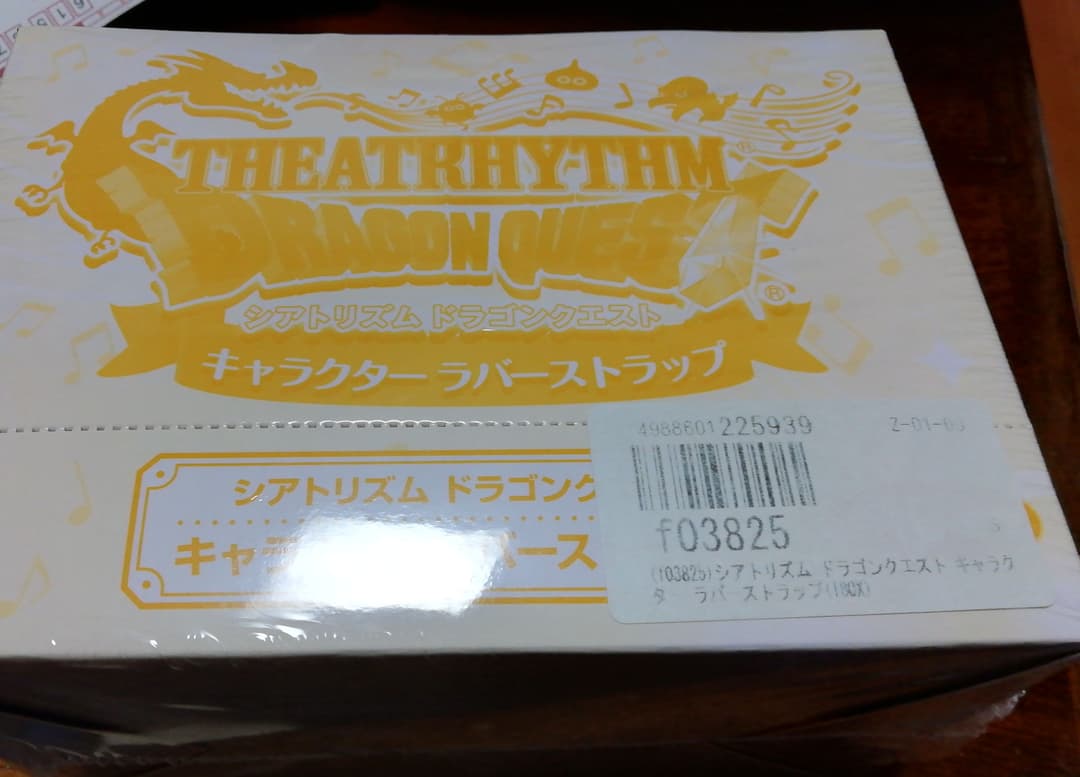 THEATRHYTHM®
DRAGON QUEST®
シアトリズム ドラゴンクエスト
キャラクター ラバーストラップ
シアトリズム ドラゴンク
キャラ バース
4988601225939
Z-01-03
f03825
(f03825)シアトリズム ドラゴンクエスト キャラク
ター ラバーストラップ(1BOX)